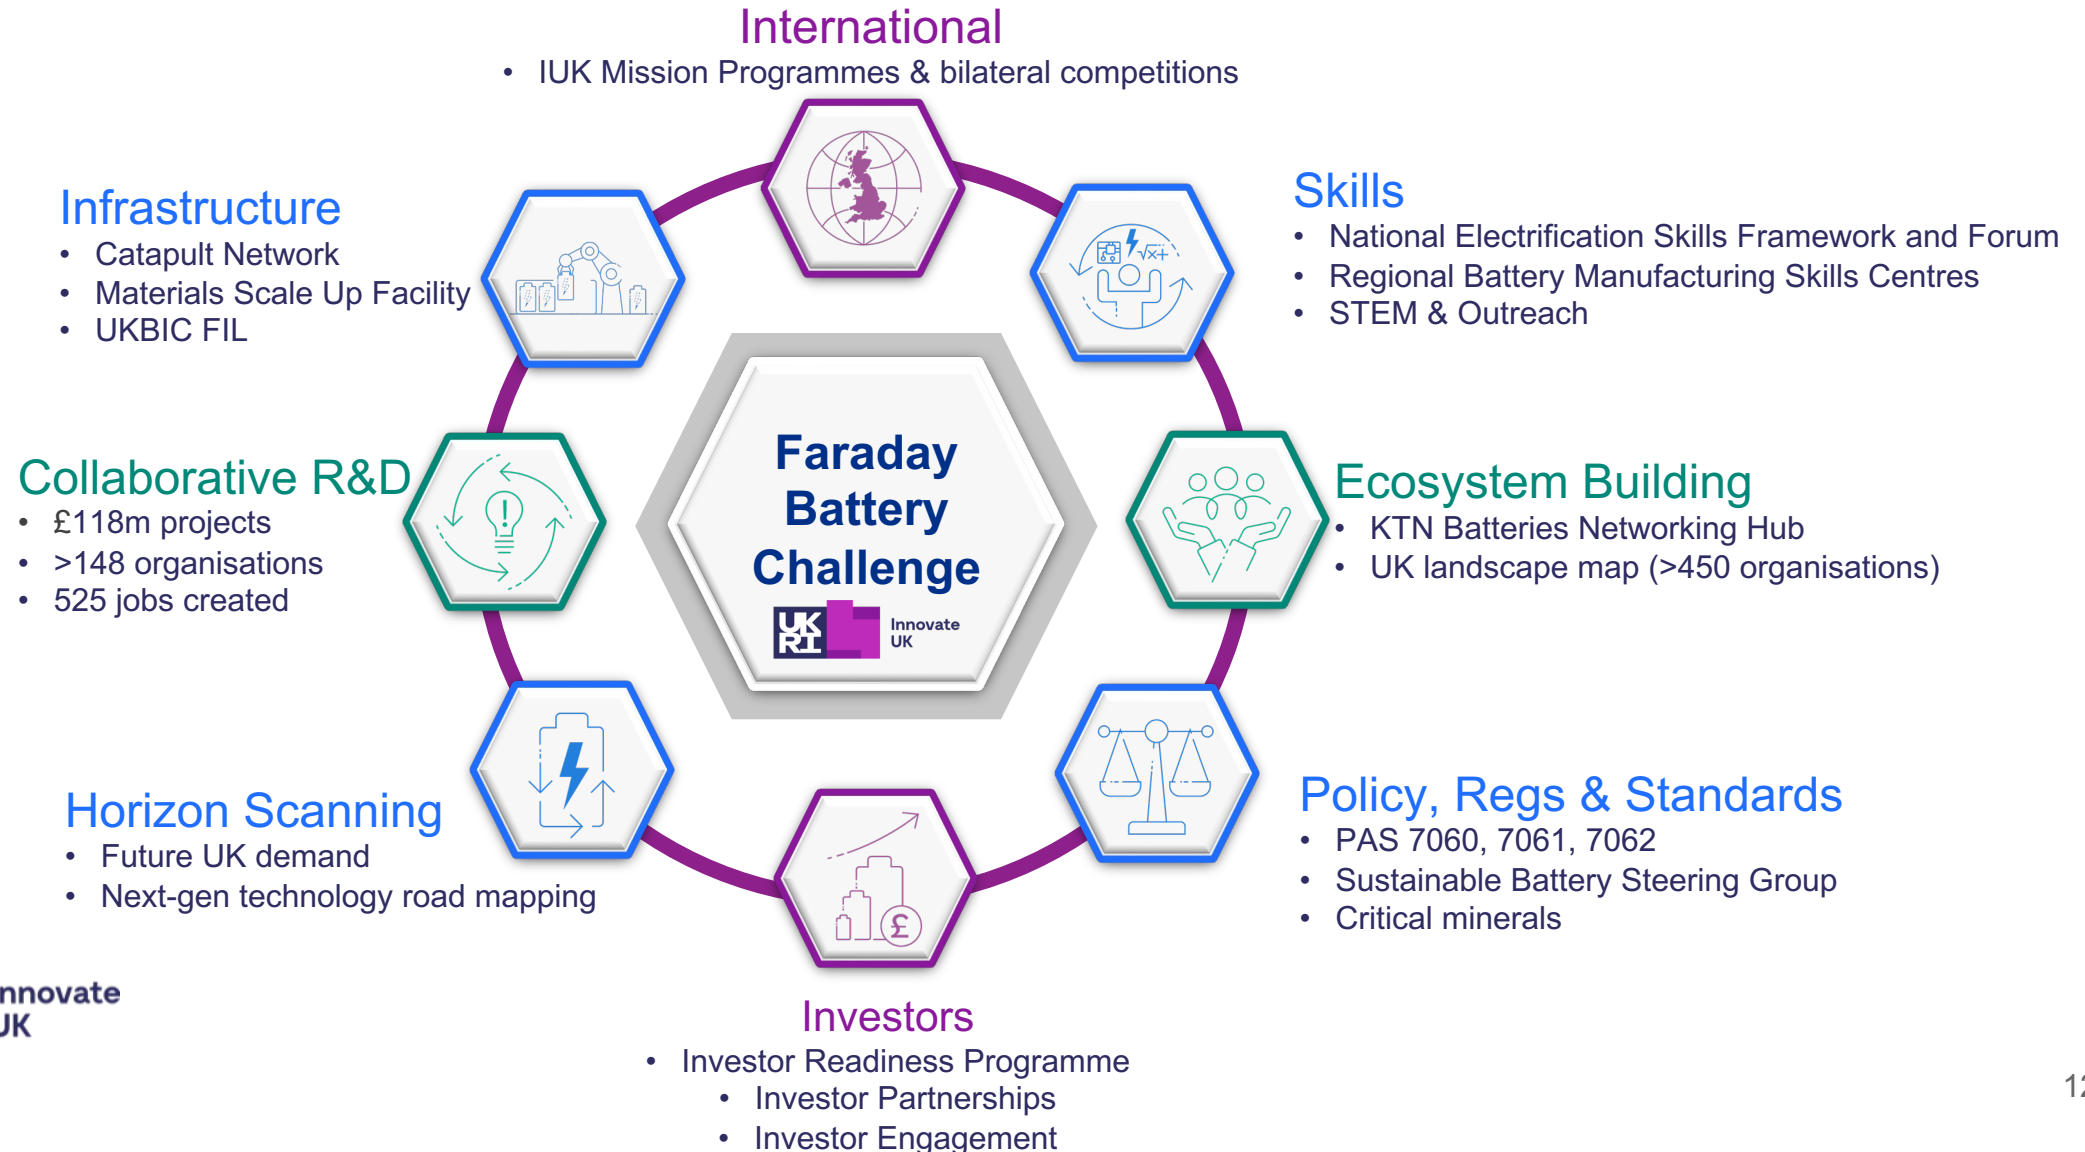 International
• IUK Mission Programmes & bilateral competitions
Infrastructure
• Catapult Network
• Materials Scale Up Facility
• UKBIC FIL
Skills
• National Electrification Skills Framework and Forum
• Regional Battery Manufacturing Skills Centres
• STEM & Outreach
√x+
Collaborative R&D
• £118m projects
• >148 organisations
• 525 jobs created
Faraday
Battery
Challenge
UK
RI
Innovate
UK
Ecosystem Building
• KTN Batteries Networking Hub
• UK landscape map (>450 organisations)
Horizon Scanning
• Future UK demand
• Next-gen technology road mapping
Policy, Regs & Standards
• PAS 7060, 7061, 7062
• Sustainable Battery Steering Group
• Critical minerals
£
Investors
• Investor Readiness Programme
• Investor Partnerships
• Investor Engagement
nnovate
UK
12